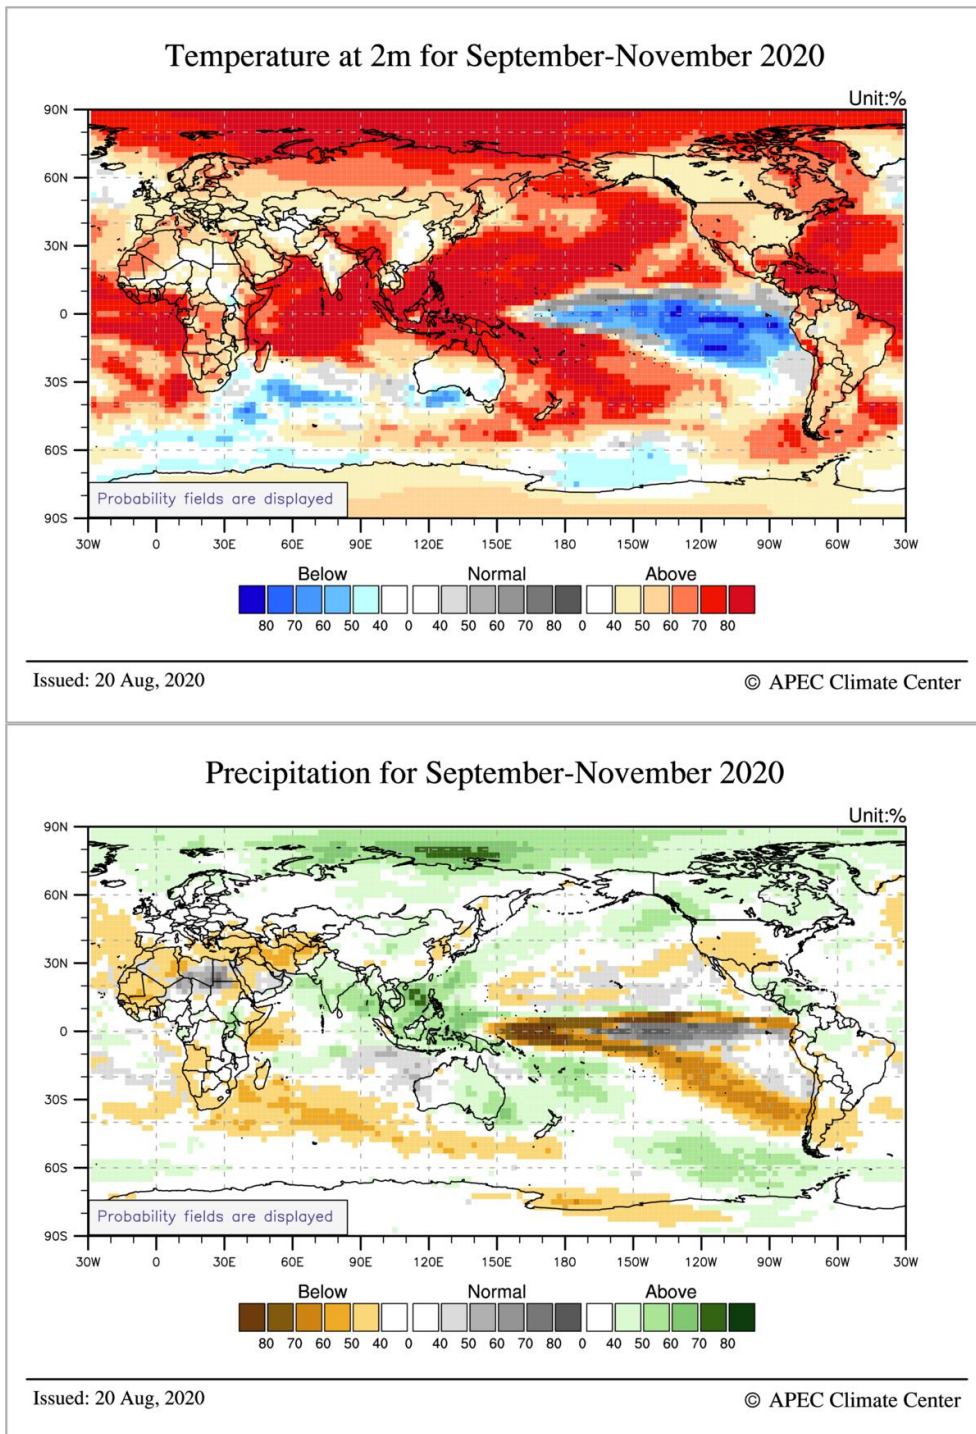 Temperature at 2m for September-November 2020
Unit:%
90N
60N
30N
0
30S
60S
90S
Probability fields are displayed
30W 0 30E 60E 90E 120E 150E 180 150W 120W 90W 60W 30W
Below Normal Above
80 70 60 50 40 0 40 50 60 70 80 0 40 50 60 70 80
Issued: 20 Aug, 2020 © APEC Climate Center
Precipitation for September-November 2020
Unit:%
90N
60N
30N
0
30S
60S
90S
Probability fields are displayed
30W 0 30E 60E 90E 120E 150E 180 150W 120W 90W 60W 30W
Below Normal Above
80 70 60 50 40 0 40 50 60 70 80 0 40 50 60 70 80
Issued: 20 Aug, 2020 © APEC Climate Center